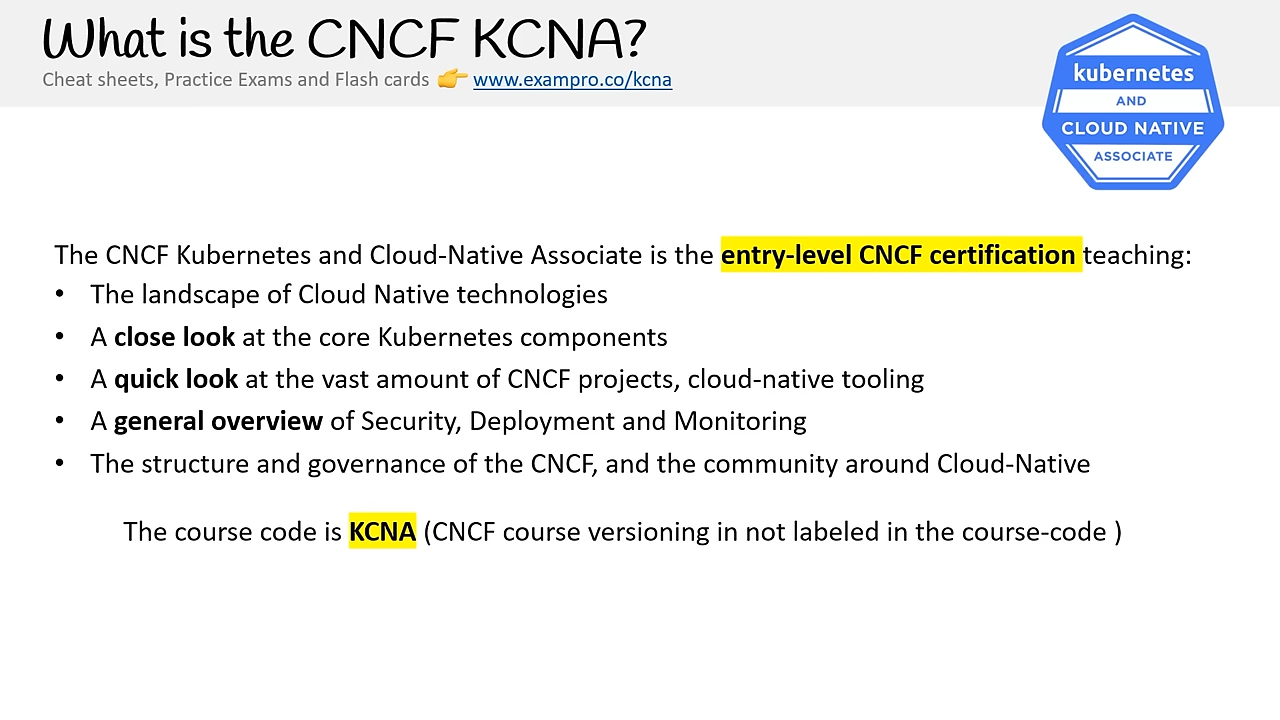 What is the CNCF KCNA?
Cheat sheets, Practice Exams and Flash cards 👉 www.exampro.co/kcna
kubernetes
AND
CLOUD NATIVE
ASSOCIATE
The CNCF Kubernetes and Cloud-Native Associate is the entry-level CNCF certification teaching:
• The landscape of Cloud Native technologies
• A close look at the core Kubernetes components
• A quick look at the vast amount of CNCF projects, cloud-native tooling
• A general overview of Security, Deployment and Monitoring
• The structure and governance of the CNCF, and the community around Cloud-Native
The course code is KCNA (CNCF course versioning in not labeled in the course-code )